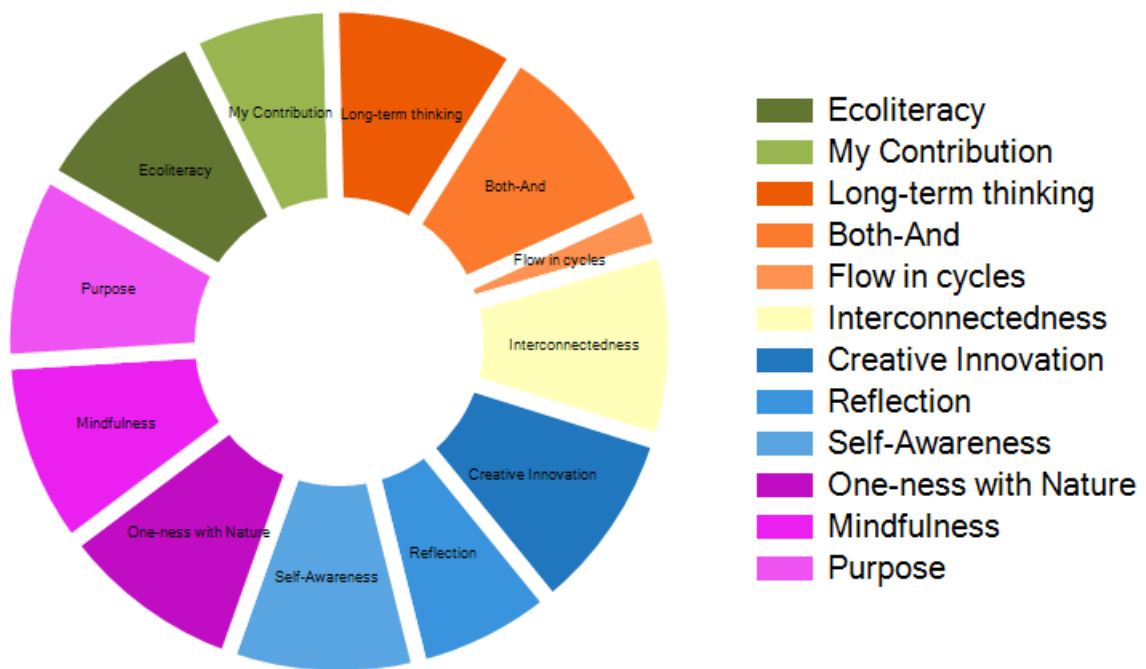 My Contribution
Long-term thinking
Ecoliteracy
Both-And
Flow in cycles
Purpose
Interconnectedness
Mindfulness
Creative Innovation
One-ness with Nature
Reflection
Self-Awareness
Ecoliteracy
My Contribution
Long-term thinking
Both-And
Flow in cycles
Interconnectedness
Creative Innovation
Reflection
Self-Awareness
One-ness with Nature
Mindfulness
Purpose